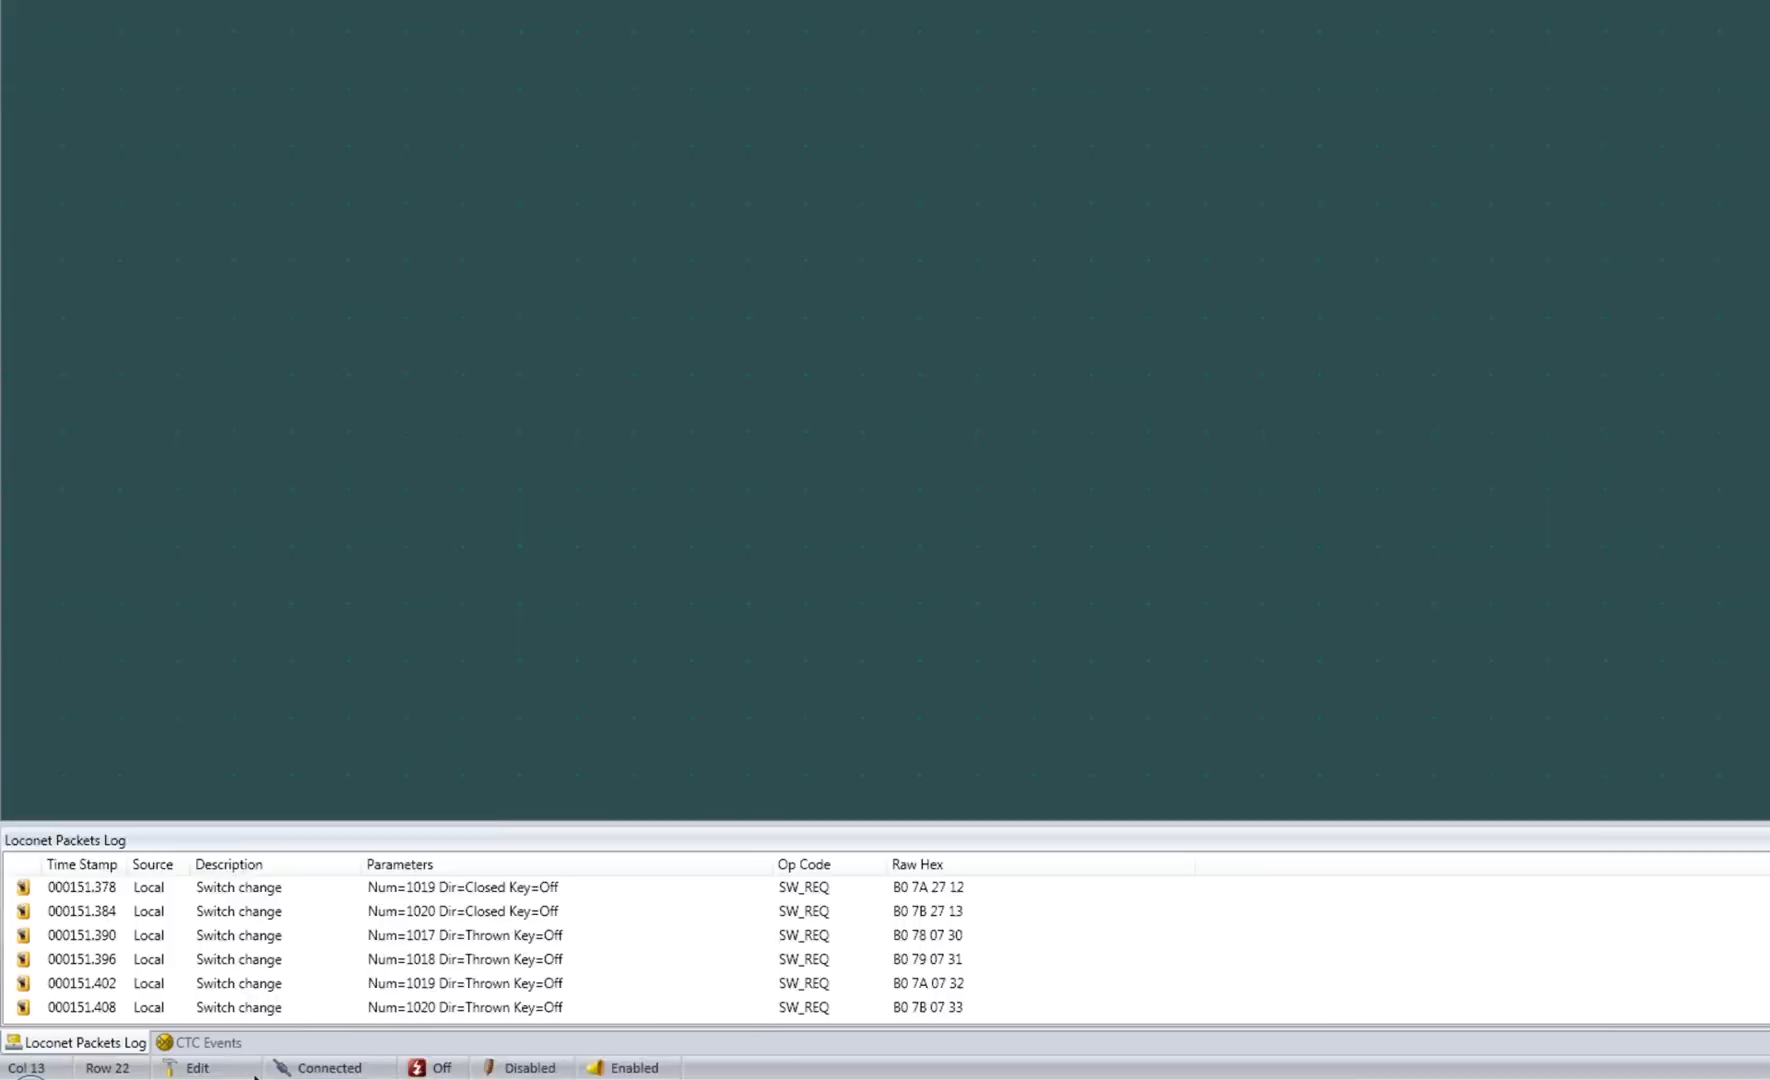 Loconet Packets Log
Time Stamp Source Description Parameters Op Code Raw Hex
000151.378 Local Switch change Num=1019 Dir=Closed Key=Off SW_REQ B0 7A 27 12
000151.384 Local Switch change Num=1020 Dir=Closed Key=Off SW_REQ B0 7B 27 13
000151.390 Local Switch change Num=1017 Dir=Thrown Key=Off SW_REQ B0 78 07 30
000151.396 Local Switch change Num=1018 Dir=Thrown Key=Off SW_REQ B0 79 07 31
000151.402 Local Switch change Num=1019 Dir=Thrown Key=Off SW_REQ B0 7A 07 32
000151.408 Local Switch change Num=1020 Dir=Thrown Key=Off SW_REQ B0 7B 07 33
Loconet Packets Log CTC Events
Col 13 Row 22 Edit Connected Off Disabled Enabled